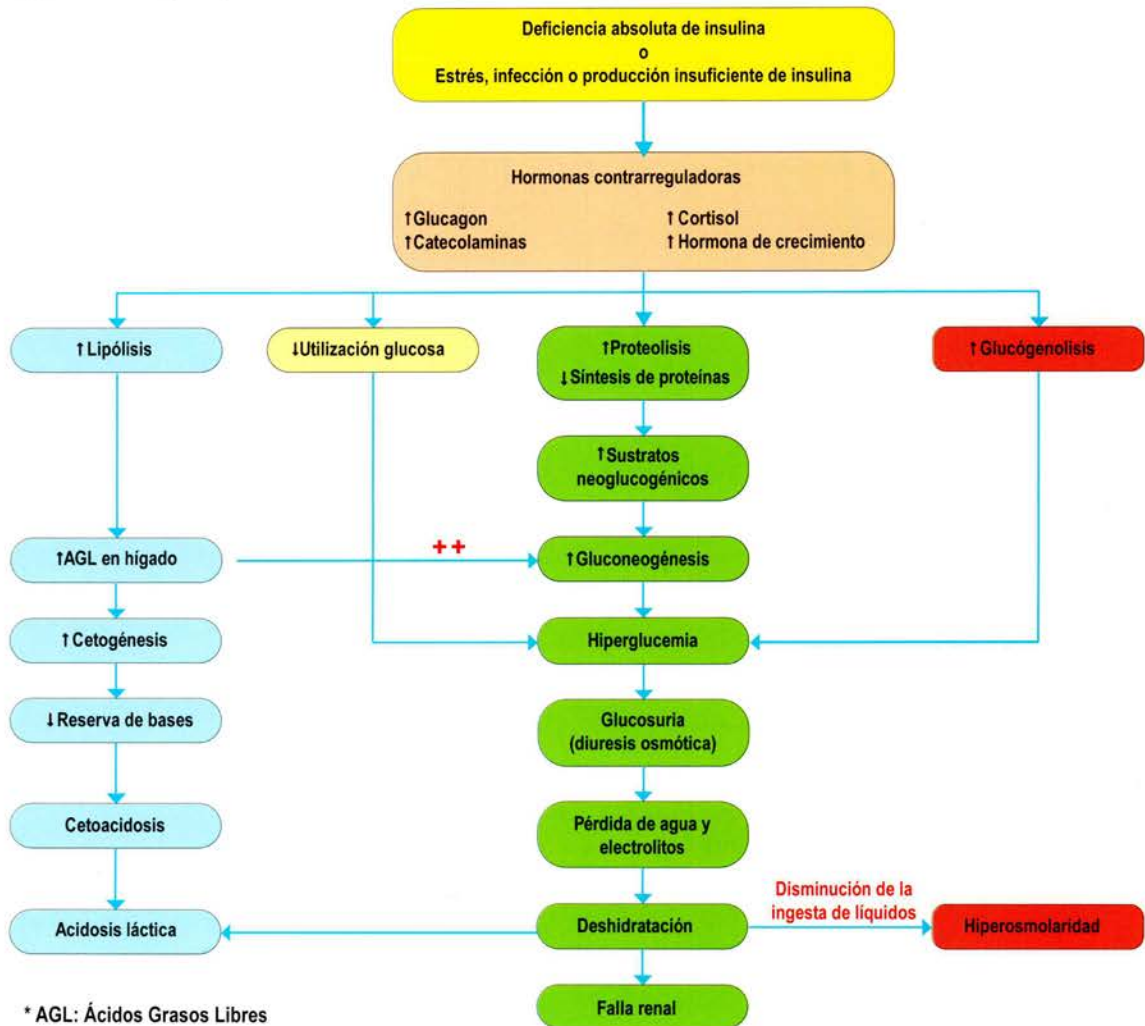 Deficiencia absoluta de insulina
o
Estrés, infección o producción insuficiente de insulina
Hormonas contrarreguladoras
↑Glucagon
↑Catecolaminas
↑Cortisol
↑Hormona de crecimiento
↑Lipólisis
↓Utilización glucosa
↑Proteolisis
↓Síntesis de proteínas
↑Glucógenolisis
↑Sustratos
neoglucogénicos
↑AGL en hígado
++
↑Gluconeogénesis
↑Cetogénesis
Hiperglucemia
↓Reserva de bases
Glucosuria
(diuresis osmótica)
Cetoacidosis
Pérdida de agua y
electrolitos
Disminución de la
ingesta de líquidos
Acidosis láctica
Deshidratación
Hiperosmolaridad
Falla renal
* AGL: Ácidos Grasos Libres